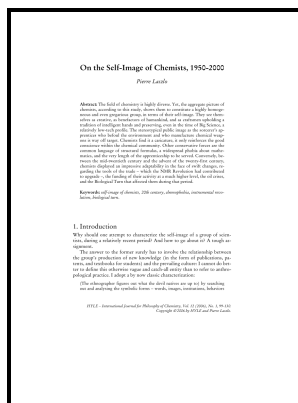 On the Self-Image of Chemists, 1950-2000
Pierre Laszlo
Abstract: The field of chemistry is highly diverse. Yet, the aggregate picture of
chemists, according to this study, shows them to constitute a highly homoge-
neous and even gregarious group in terms of their self-image. They see them-
selves as creative, as benefactors of humankind, and as craftsmen upholding a
tradition of intelligent hands and preserving, even in the time of Big Science, a
relatively low-tech profile. The stereotypical public image as the sorcerer's ap-
prentices who befoul the environment and who manufacture chemical weap-
ons is way off target. Chemists find it a caricature, it only reinforces the good
conscience within the chemical community. Other conservative forces are the
common language of structural formulas, a widespread phobia about mathe-
matics, and the very length of the apprenticeship to be served. Conversely, be-
tween the mid-twentieth century and the advent of the twenty-first century,
chemists displayed an impressive adaptability in the face of swift changes, re-
garding the tools of the trade – which the NMR Revolution had contributed
to upgrade –, the funding of their activity at a much higher level, the oil crisis,
and the Biological Turn that affected them during that period.
Keywords: self-image of chemists, 20th century, chemophobia, instrumental revo-
lution, biological turn.
1. Introduction
Why should one attempt to characterize the self-image of a group of scien-
tists, during a relatively recent period? And how to go about it? A tough as-
signment.
The answer to the former surely has to involve the relationship between
the group's production of new knowledge (in the form of publications, pa-
tents, and textbooks for students) and the prevailing culture: I cannot do bet-
ter to define this otherwise vague and catch-all entity than to refer to anthro-
pological practice. I adopt a by now classic characterization:
(The ethnographer figures out what the devil natives are up to) by searching
out and analysing the symbolic forms – words, images, institutions, behaviors
HYLE – International Journal for Philosophy of Chemistry, Vol. 12 (2006), No. 1, 99-130
Copyright © 2006 by HYLE and Pierre Laszlo.